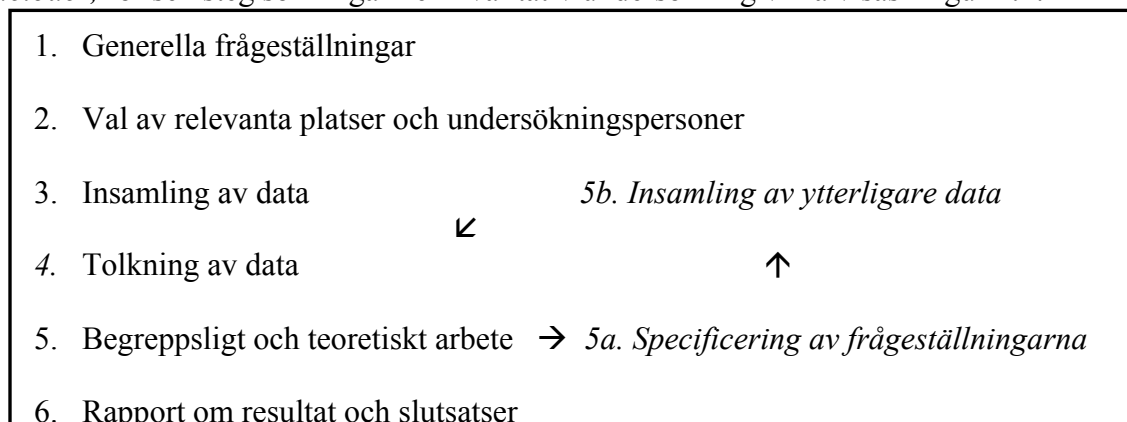 1. Generella frågeställningar
2. Val av relevanta platser och undersökningspersoner
3. Insamling av data 5b. Insamling av ytterligare data
↙
4. Tolkning av data ↑
5. Begreppsligt och teoretiskt arbete → 5a. Specificering av frågeställningarna
6. Rapport om resultat och slutsatser